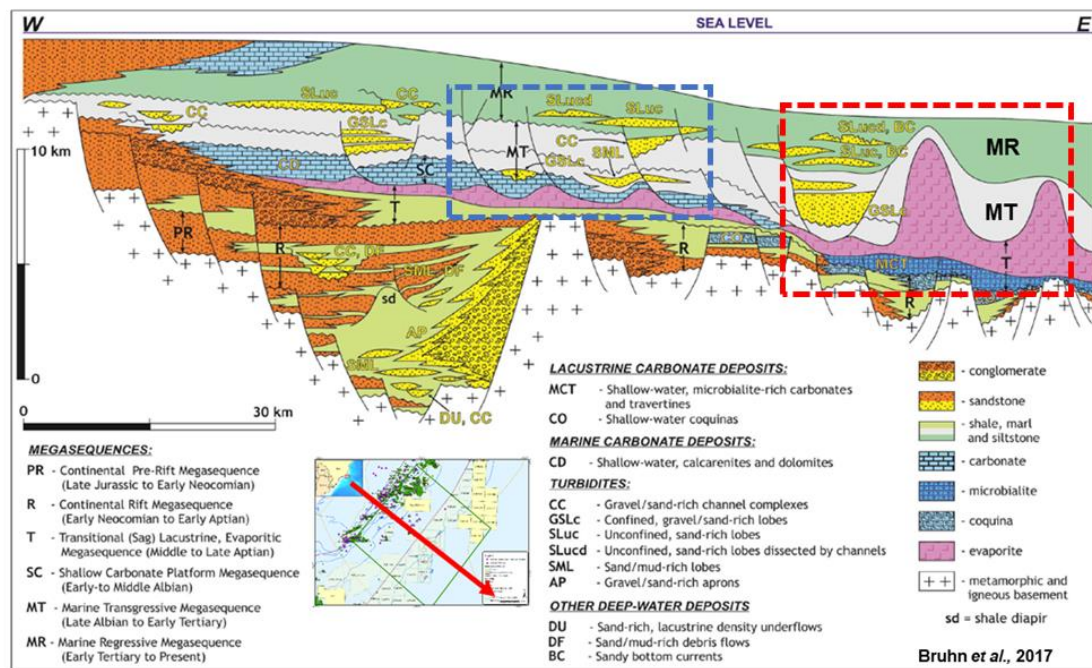 W
SEA LEVEL
E
SLuc
CC
MR
SLucd
SLuc
SLucd, BC
CC
GSLc
CC
GSLc
SML
SLuc, BC
MR
10 km
CD
SC
MT
GSLc
MT
T
PR
R
CC, DF
SML, DF
R
CO
MCT
T
R
sd
AP
SML
DU, CC
0
0
30 km
MEGASEQUENCES:
PR - Continental Pre-Rift Megasequence
(Late Jurassic to Early Neocomian)
R - Continental Rift Megasequence
(Early Neocomian to Early Aptian)
T - Transitional (Sag) Lacustrine, Evaporitic
Megasequence (Middle to Late Aptian)
SC - Shallow Carbonate Platform Megasequence
(Early-to Middle Albian)
MT - Marine Transgressive Megasequence
(Late Albian to Early Tertiary)
MR - Marine Regressive Megasequence
(Early Tertiary to Present)
LACUSTRINE CARBONATE DEPOSITS:
MCT - Shallow-water, microbialite-rich carbonates
and travertines
CO - Shallow-water coquinas
MARINE CARBONATE DEPOSITS:
CD - Shallow-water, calcarenites and dolomites
TURBIDITES:
CC - Gravel/sand-rich channel complexes
GSLc - Confined, gravel/sand-rich lobes
SLuc - Unconfined, sand-rich lobes
SLucd - Unconfined, sand-rich lobes dissected by channels
SML - Sand/mud-rich lobes
AP - Gravel/sand-rich aprons
OTHER DEEP-WATER DEPOSITS
DU - Sand-rich, lacustrine density underflows
DF - Sand/mud-rich debris flows
BC - Sandy bottom currents
- conglomerate
- sandstone
- shale, marl
and siltstone
- carbonate
- microbialite
- coquina
- evaporite
- metamorphic and
igneous basement
sd = shale diapir
Bruhn et al., 2017